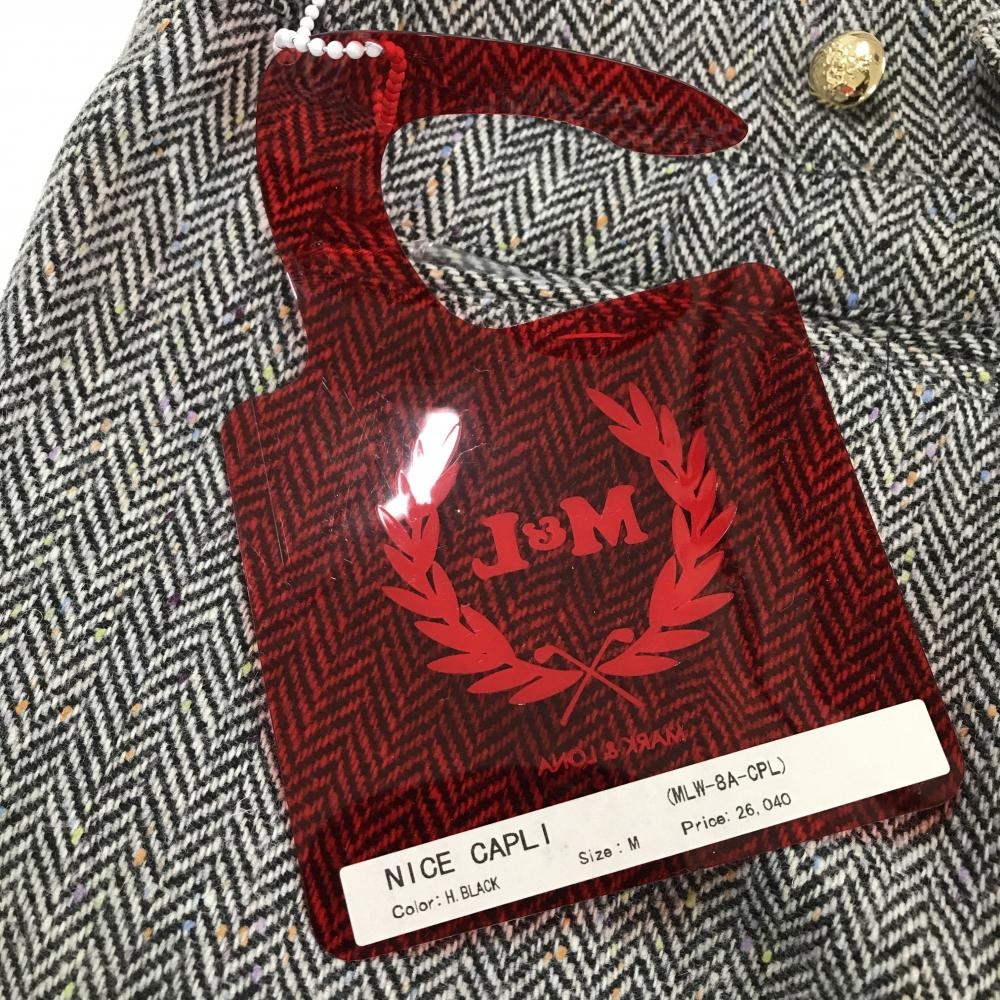 M&L
MARK & LONA
NICE CAPLI
(MLW-8A-CPL)
Color: H.BLACK
Size: M
Price: 26,040